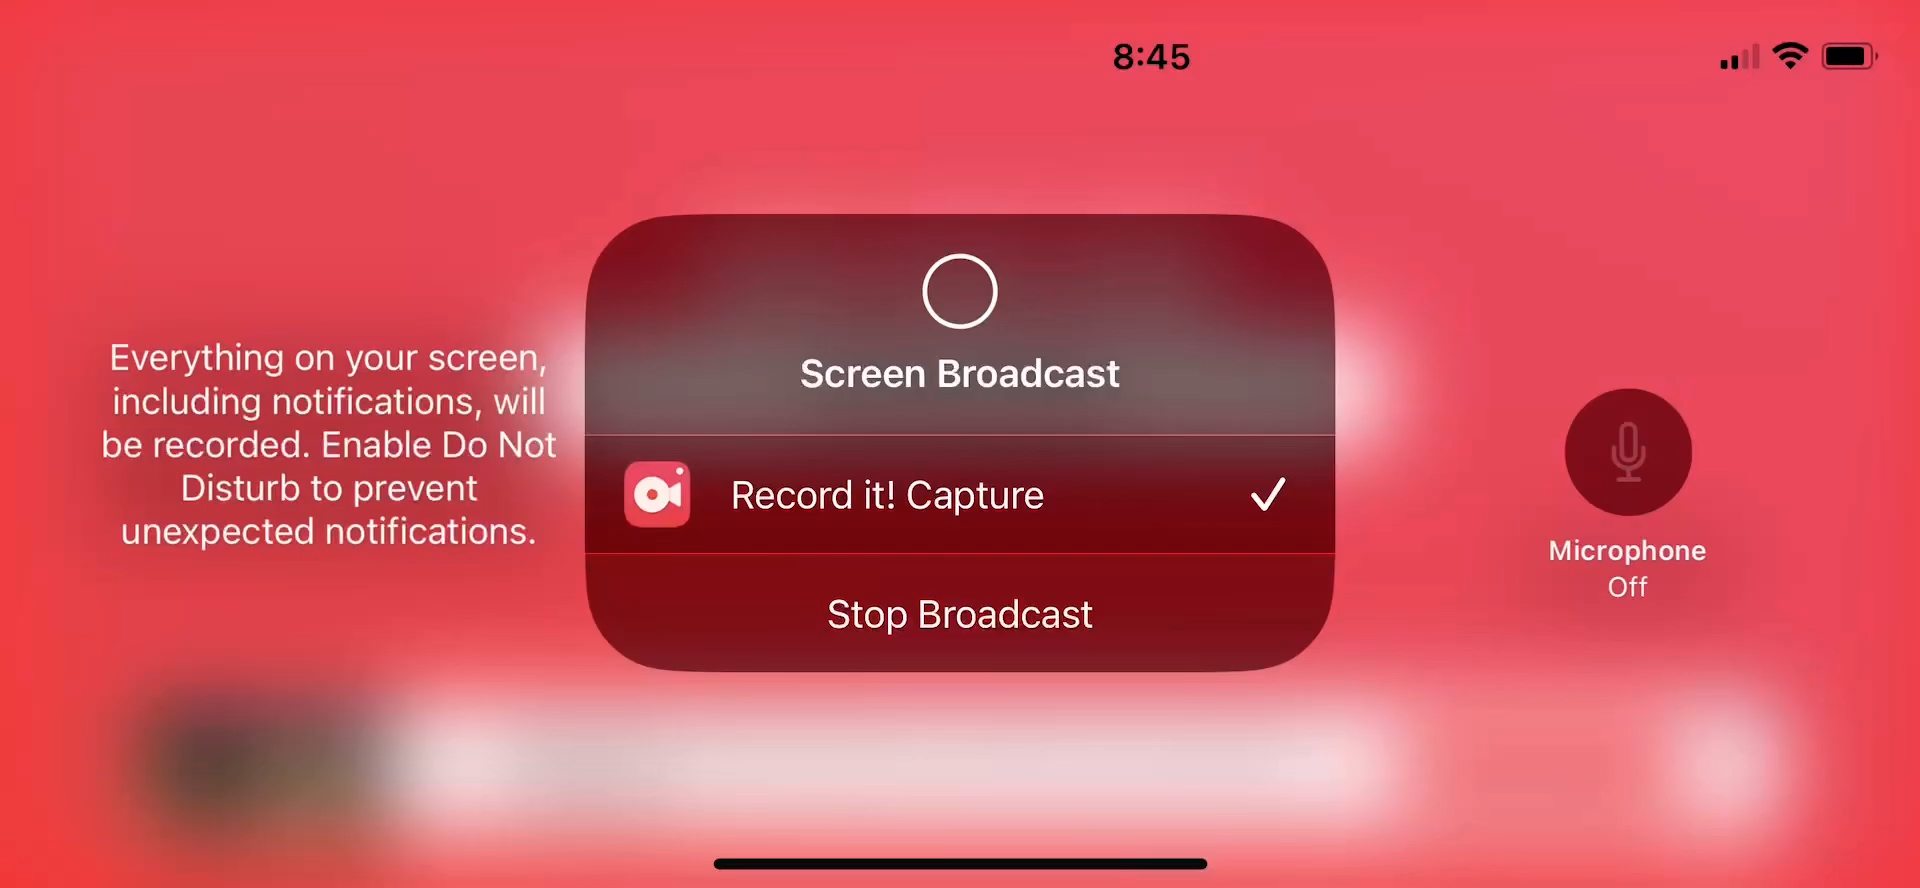 8:45
Everything on your screen,
including notifications, will
be recorded. Enable Do Not
Disturb to prevent
unexpected notifications.
Screen Broadcast
Record it! Capture
Stop Broadcast
Microphone
Off